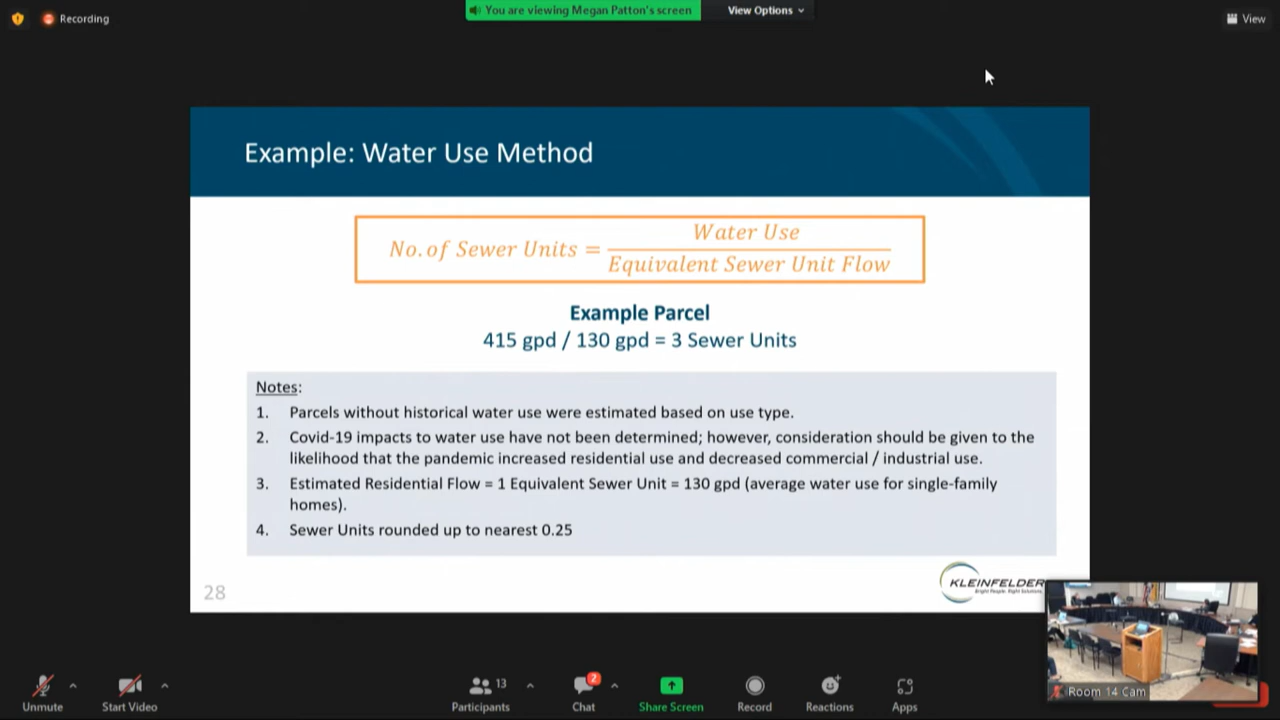 Recording
You are viewing Megan Patton's screen
View Options
View
Example: Water Use Method
No. of Sewer Units = Water Use / Equivalent Sewer Unit Flow
Example Parcel
415 gpd / 130 gpd = 3 Sewer Units
Notes:
1. Parcels without historical water use were estimated based on use type.
2. Covid-19 impacts to water use have not been determined; however, consideration should be given to the
likelihood that the pandemic increased residential use and decreased commercial / industrial use.
3. Estimated Residential Flow = 1 Equivalent Sewer Unit = 130 gpd (average water use for single-family
homes).
4. Sewer Units rounded up to nearest 0.25
28
KLEINFELDER
Bright People. Right Solutions.
Room 14 Cam
Unmute
Start Video
13
Participants
2
Chat
Share Screen
Record
Reactions
Apps